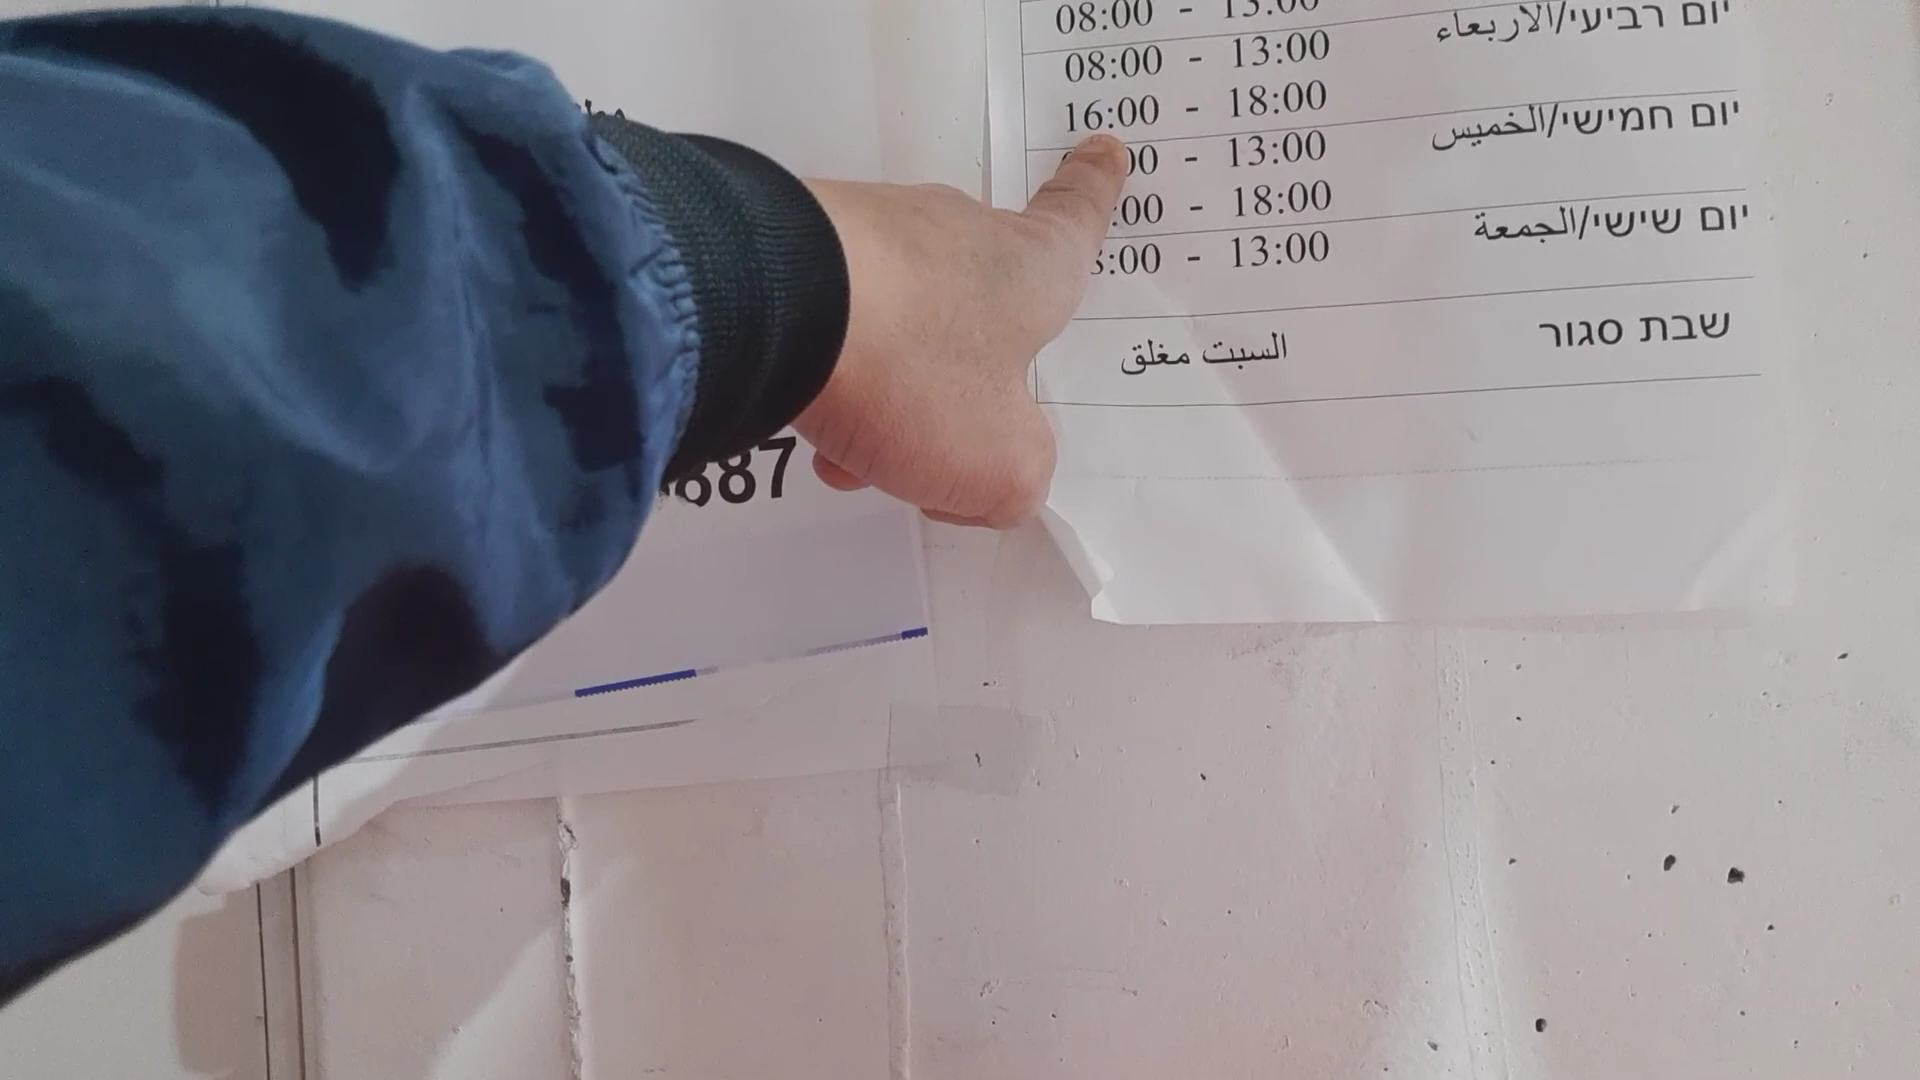 יום רביעי/الاربعاء
08:00 - 13:00
08:00 - 13:00
16:00 - 18:00
יום חמישי/الخميس
- 13:00
- 18:00
יום שישי/الجمعة
- 13:00
שבת סגור السبت مغلق
887